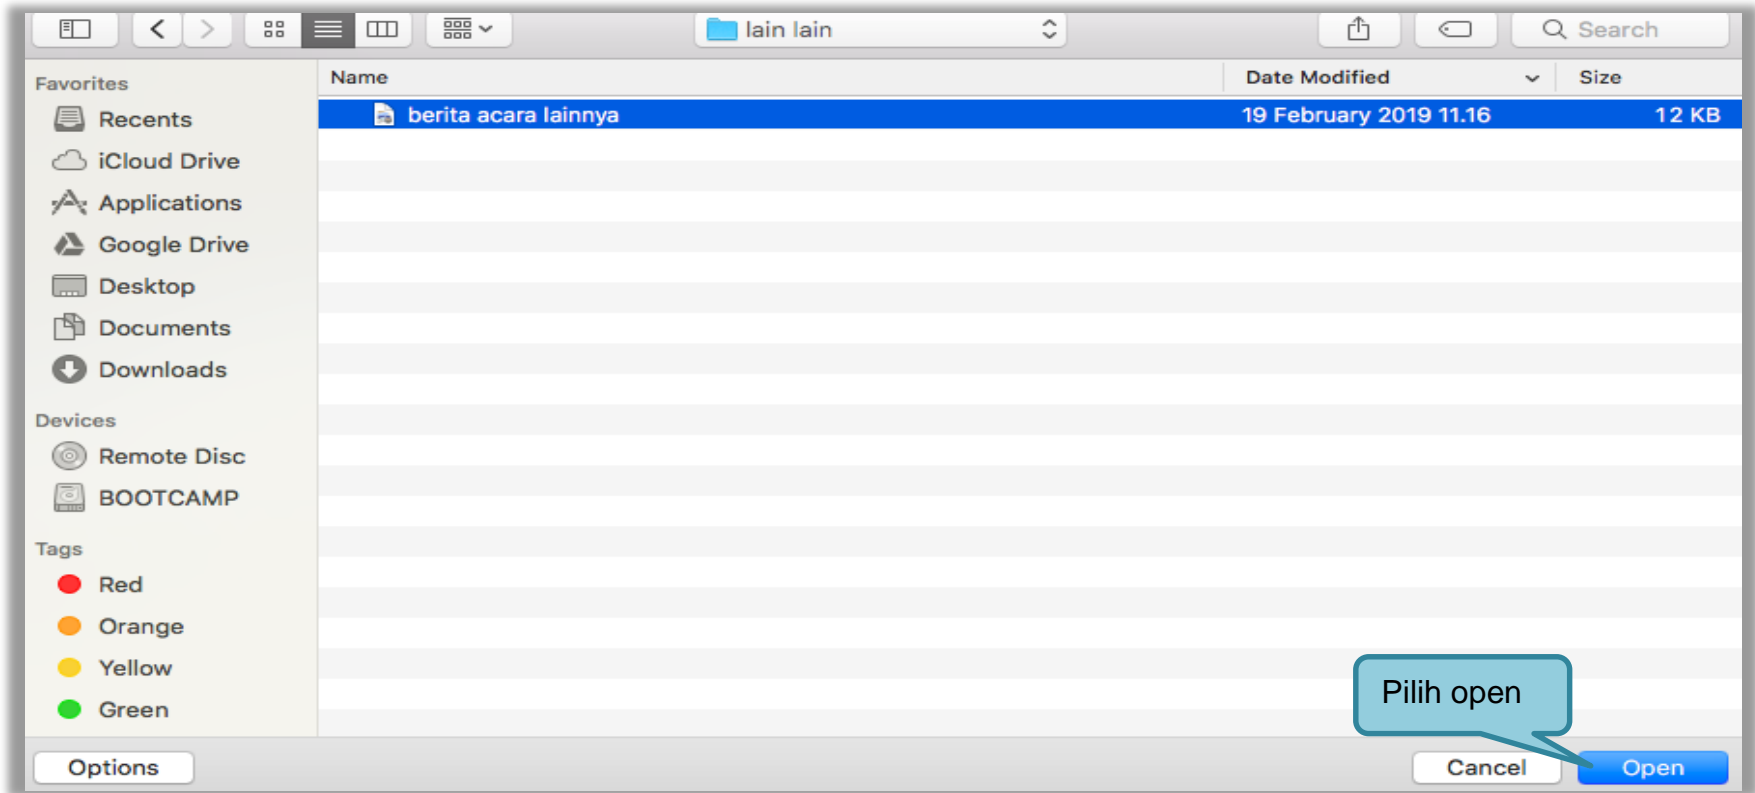 lain lain
Search
Favorites
Recents
iCloud Drive
Applications
Google Drive
Desktop
Documents
Downloads
Devices
Remote Disc
BOOTCAMP
Tags
Red
Orange
Yellow
Green
Name Date Modified Size
berita acara lainnya 19 February 2019 11.16 12 KB
Pilih open
Options Cancel Open